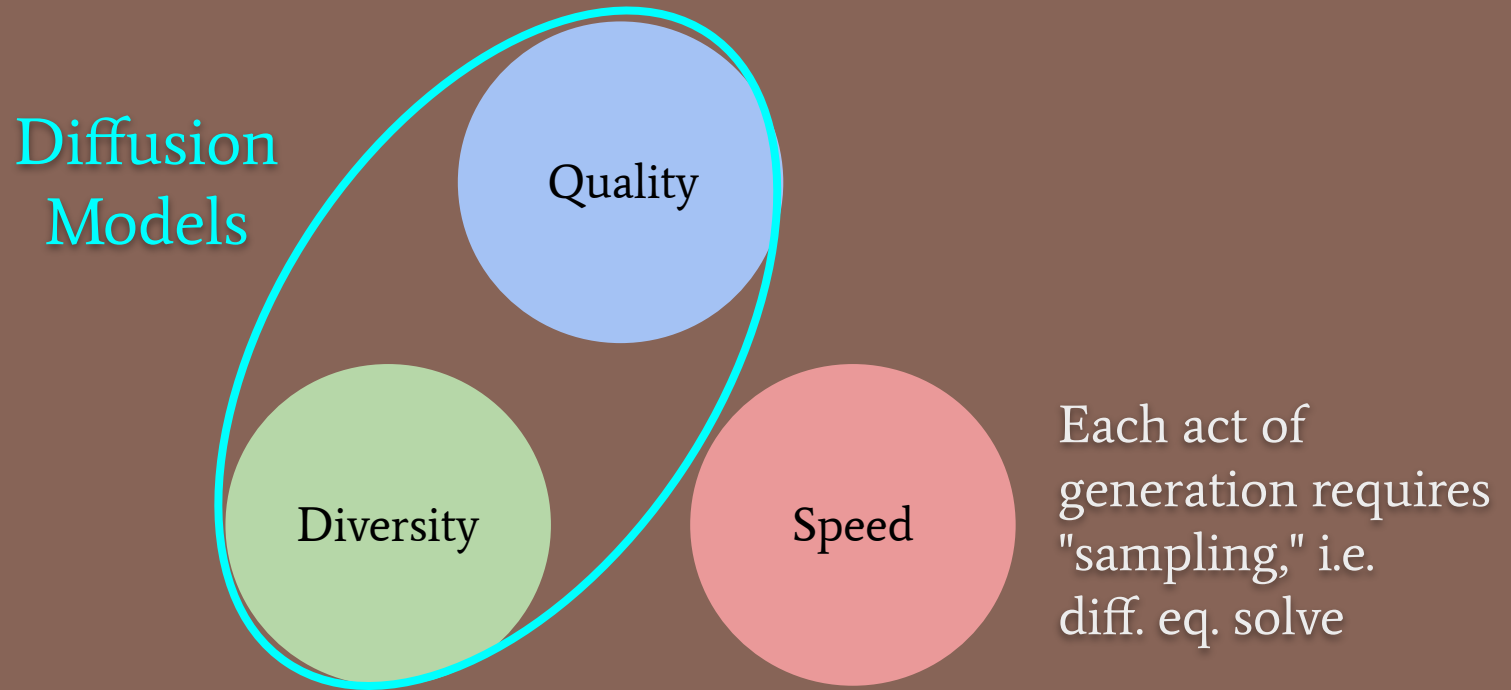 Diffusion
Models
Quality
Diversity
Speed
Each act of
generation requires
"sampling," i.e.
diff. eq. solve